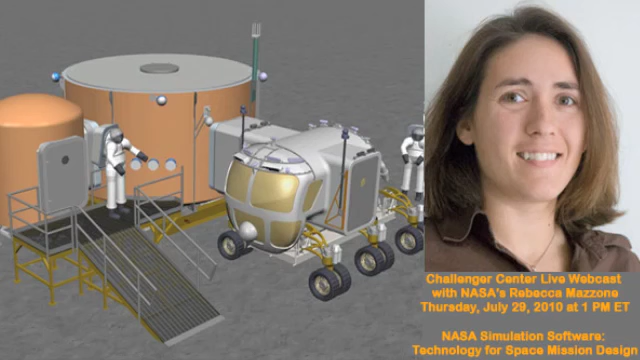 Challenger Center Live Webcast
with NASA's Rebecca Mazzone
Thursday, July 29, 2010 at 1 PM ET
NASA Simulation Software:
Technology for Space Mission Design